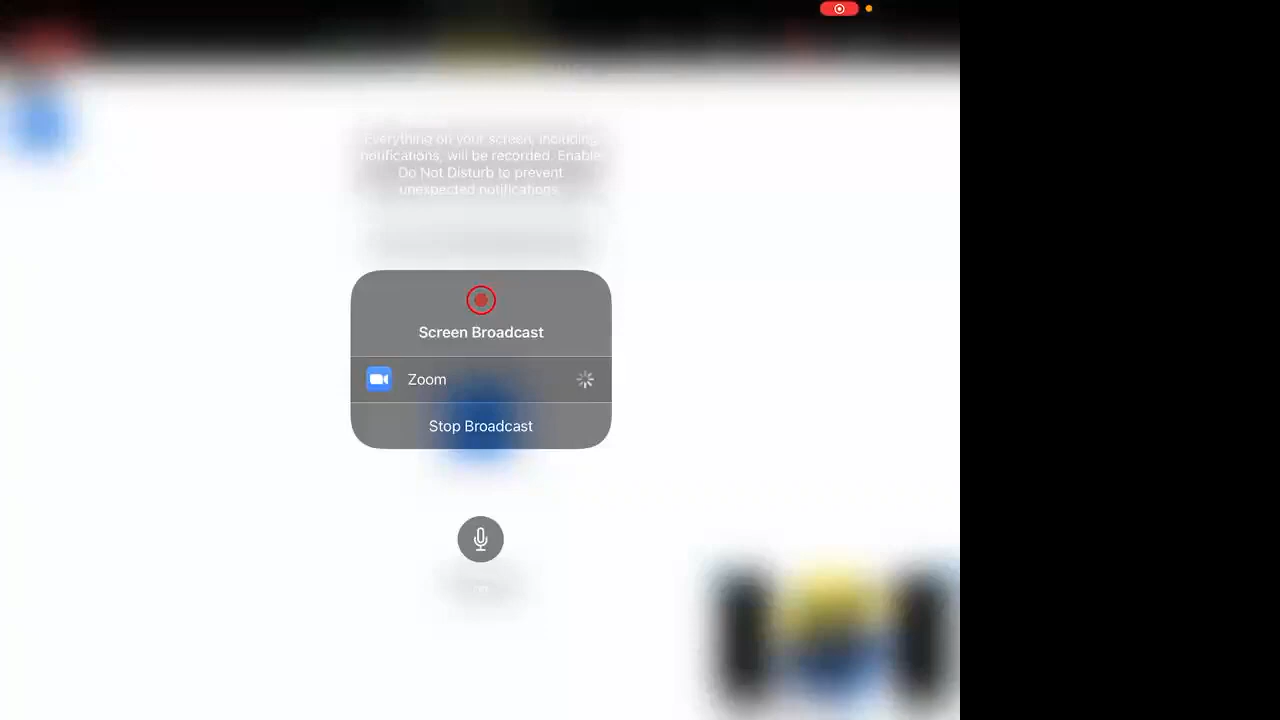 Everything on your screen, including
notifications, will be recorded. Enable
Do Not Disturb to prevent
unexpected notifications.
Screen Broadcast
Zoom
Stop Broadcast